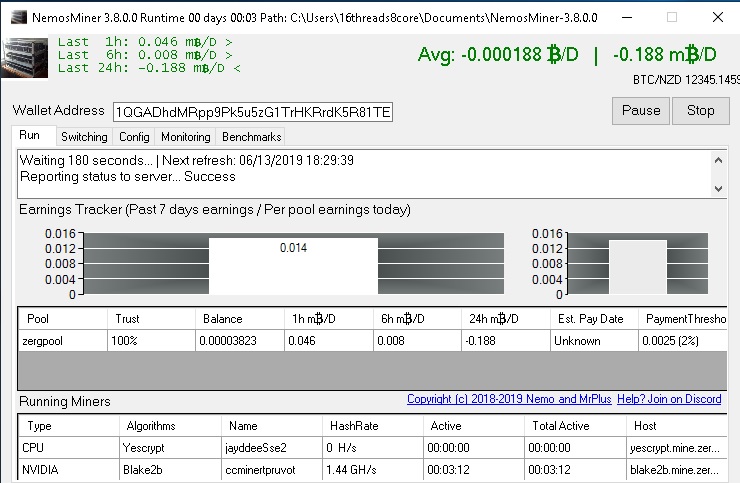 NemosMiner 3.8.0.0 Runtime 00 days 00:03 Path: C:\Users\16threads8core\Documents\NemosMiner-3.8.0.0
Last 1h: 0.046 m₿/D >
Last 6h: 0.008 m₿/D >
Last 24h: -0.188 m₿/D <
Avg: -0.000188 ₿/D | -0.188 m₿/D
BTC/NZD 12345.1459
Wallet Address 1QGADhdMRpp9Pk5u5zG1TrHKRrdK5R81TE Pause Stop
Run Switching Config Monitoring Benchmarks
Waiting 180 seconds... | Next refresh: 06/13/2019 18:29:39
Reporting status to server... Success
Earnings Tracker (Past 7 days earnings / Per pool earnings today)
0.016 0.016
0.014
0.012 0.012
0.008 0.008
0.004 0.004
0 0
Pool Trust Balance 1h m₿/D 6h m₿/D 24h m₿/D Est. Pay Date PaymentThresho
zergpool 100% 0.00003823 0.046 0.008 -0.188 Unknown 0.0025 (2%)
Running Miners Copyright (c) 2018-2019 Nemo and MrPlus Help? Join on Discord
Type Algorithms Name HashRate Active Total Active Host
CPU Yescrypt jayddeeSse2 0 H/s 00:00:00 00:00:00 yescrypt.mine.zer...
NVIDIA Blake2b ccminertpruvot 1.44 GH/s 00:03:12 00:03:12 blake2b.mine.zer...